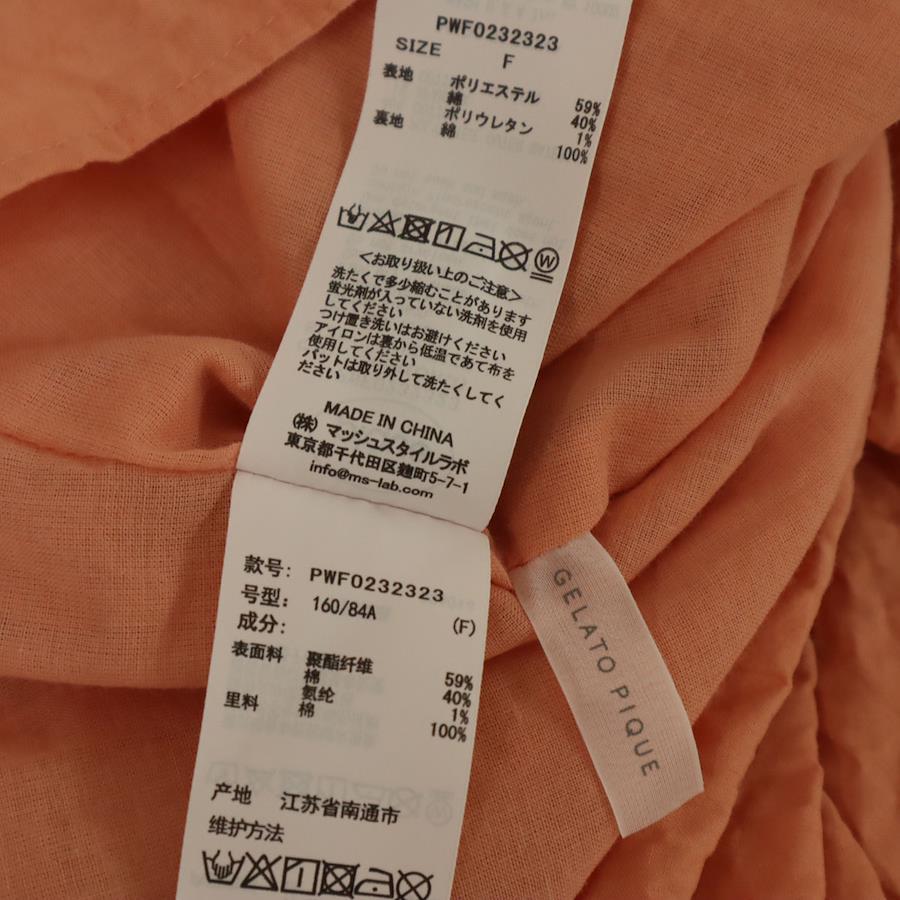 PWF0232323
SIZE F
表地 ポリエステル 59%
綿 40%
ポリウレタン 1%
裏地 綿 100%
W
＜お取り扱い上のご注意＞
洗たくで多少縮むことがあります
蛍光剤が入っていない洗剤を使用
してください
つけ置き洗いはお避けください
アイロンは裏から低温であて布を
使用してください
パットは取り外して洗たくしてく
ださい
MADE IN CHINA
(株) マッシュスタイルラボ
東京都千代田区麹町5-7-1
info@ms-lab.com
款号: PWF0232323
号型: 160/84A (F)
成分:
表面料 聚酯纤维 59%
棉 40%
氨纶 1%
里料 棉 100%
产地 江苏省南通市
维护方法
GELATO PIQUE